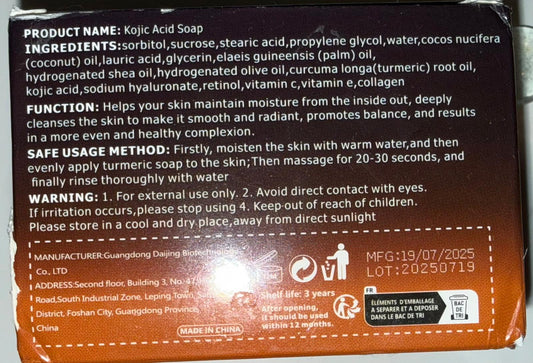 PRODUCT NAME: Kojic Acid Soap
INGREDIENTS:sorbitol,sucrose,stearic acid,propylene glycol,water,cocos nucifera
(coconut) oil,lauric acid,glycerin,elaeis guineensis (palm) oil,
hydrogenated shea oil,hydrogenated olive oil,curcuma longa(turmeric) root oil,
kojic acid,sodium hyaluronate,retinol,vitamin c,vitamin e,collagen
FUNCTION: Helps your skin maintain moisture from the inside out, deeply
cleanses the skin to make it smooth and radiant, promotes balance, and results
in a more even and healthy complexion.
SAFE USAGE METHOD: Firstly, moisten the skin with warm water,and then
evenly apply turmeric soap to the skin;Then massage for 20-30 seconds, and
finally rinse thoroughly with water
WARNING: 1. For external use only. 2. Avoid direct contact with eyes.
If irritation occurs,please stop using 4. Keep out of reach of children.
Please store in a cool and dry place,away from direct sunlight
MANUFACTURER:Guangdong Daijing Biotechnology
Co., LTD
ADDRESS:Second floor, Building 3, No. 47
Road,South Industrial Zone, Leping Town,
District, Foshan City, Guangdong Province,
China
MADE IN CHINA
Shelf life: 3 years
After opening,
it should be used
within 12 months.
MFG:19/07/2025
LOT:20250719
FR
ÉLÉMENTS D'EMBALLAGE
A SÉPARER ET A DÉPOSER
DANS LE BAC DE TRI
BAC
DE TRI